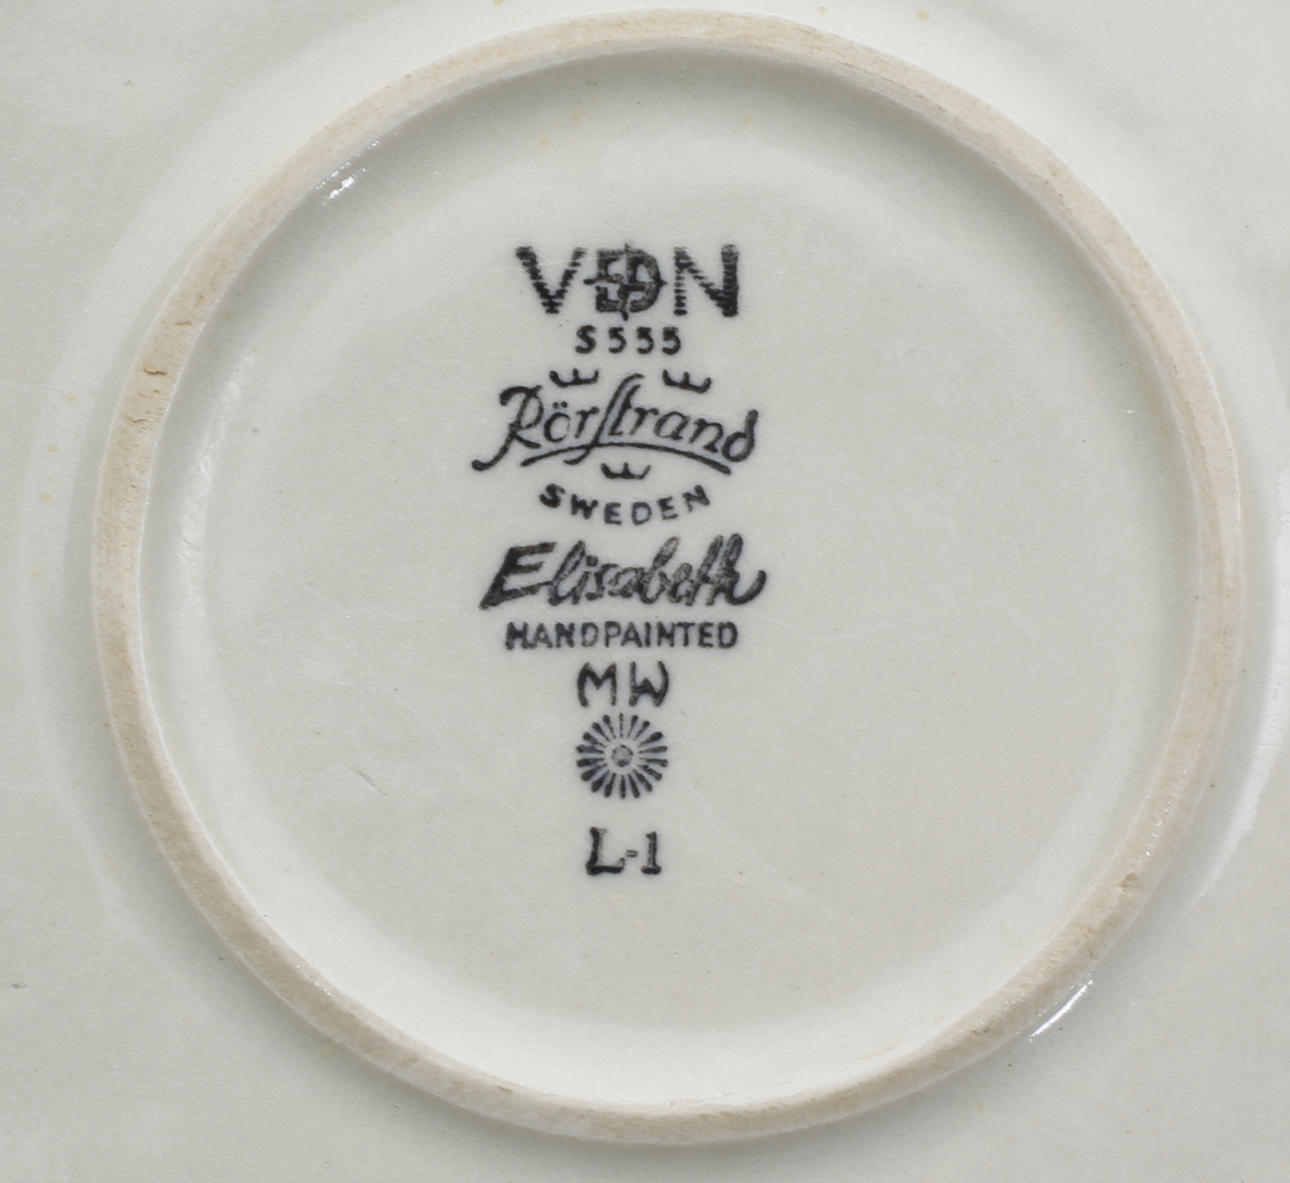 VDN
S555
Rörstrand
SWEDEN
Elisabeth
HANDPAINTED
MW
L-1